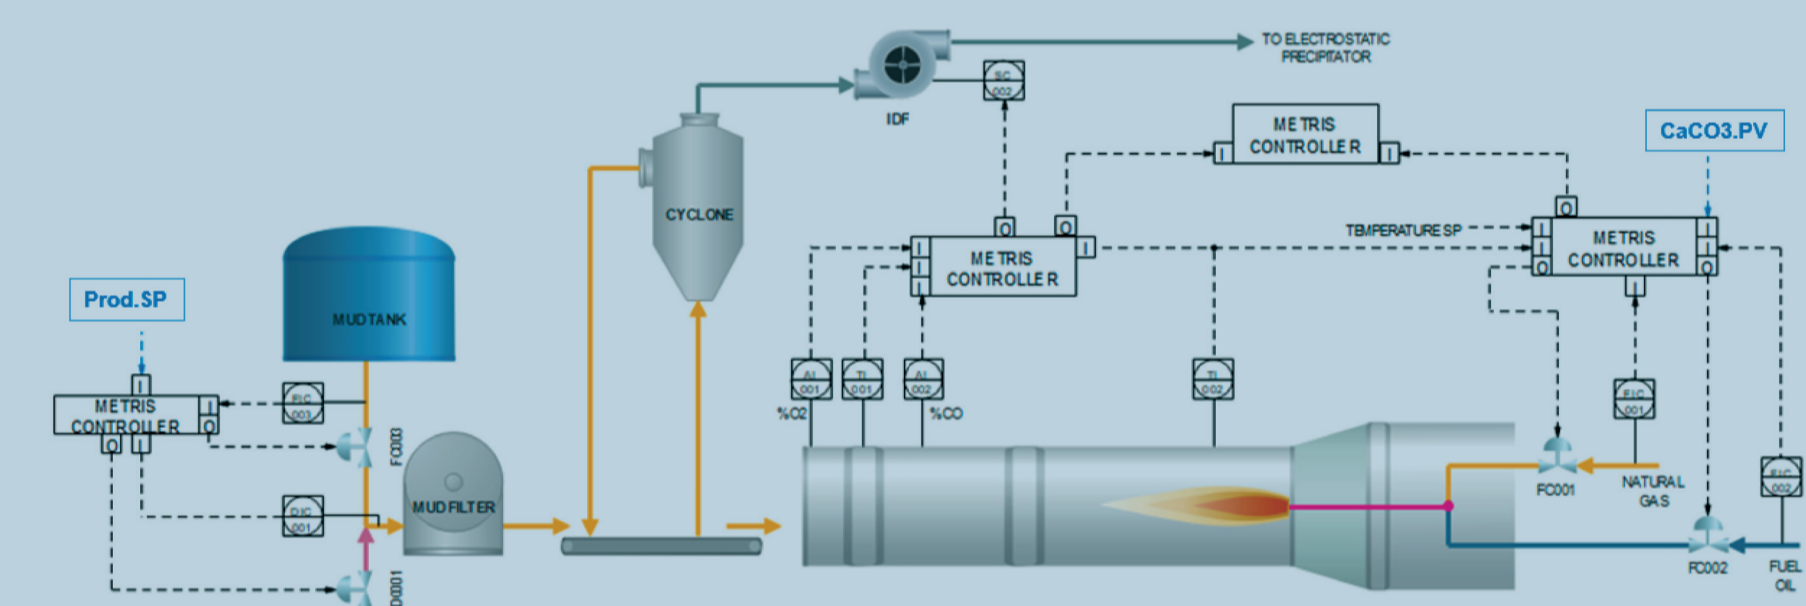 TO ELECTROSTATIC
PRECIPITATOR
SC
002
IDF
METRIS
CONTROLLER
I
I
CaCO3.PV
CYCLONE
O
O
O
TEMPERATURE SP
I
I
O
METRIS
CONTROLLER
I
I
O
I
I
I
I
METRIS
CONTROLLER
I
Prod.SP
MUDTANK
I
METRIS
CONTROLLER
I
O
O
I
FIC
003
FC003
AI
001
TI
001
AI
002
TI
002
%O2
%CO
FIC
001
MUDFILTER
DIC
001
FC001
NATURAL
GAS
FIC
002
FC002
FUEL
OIL